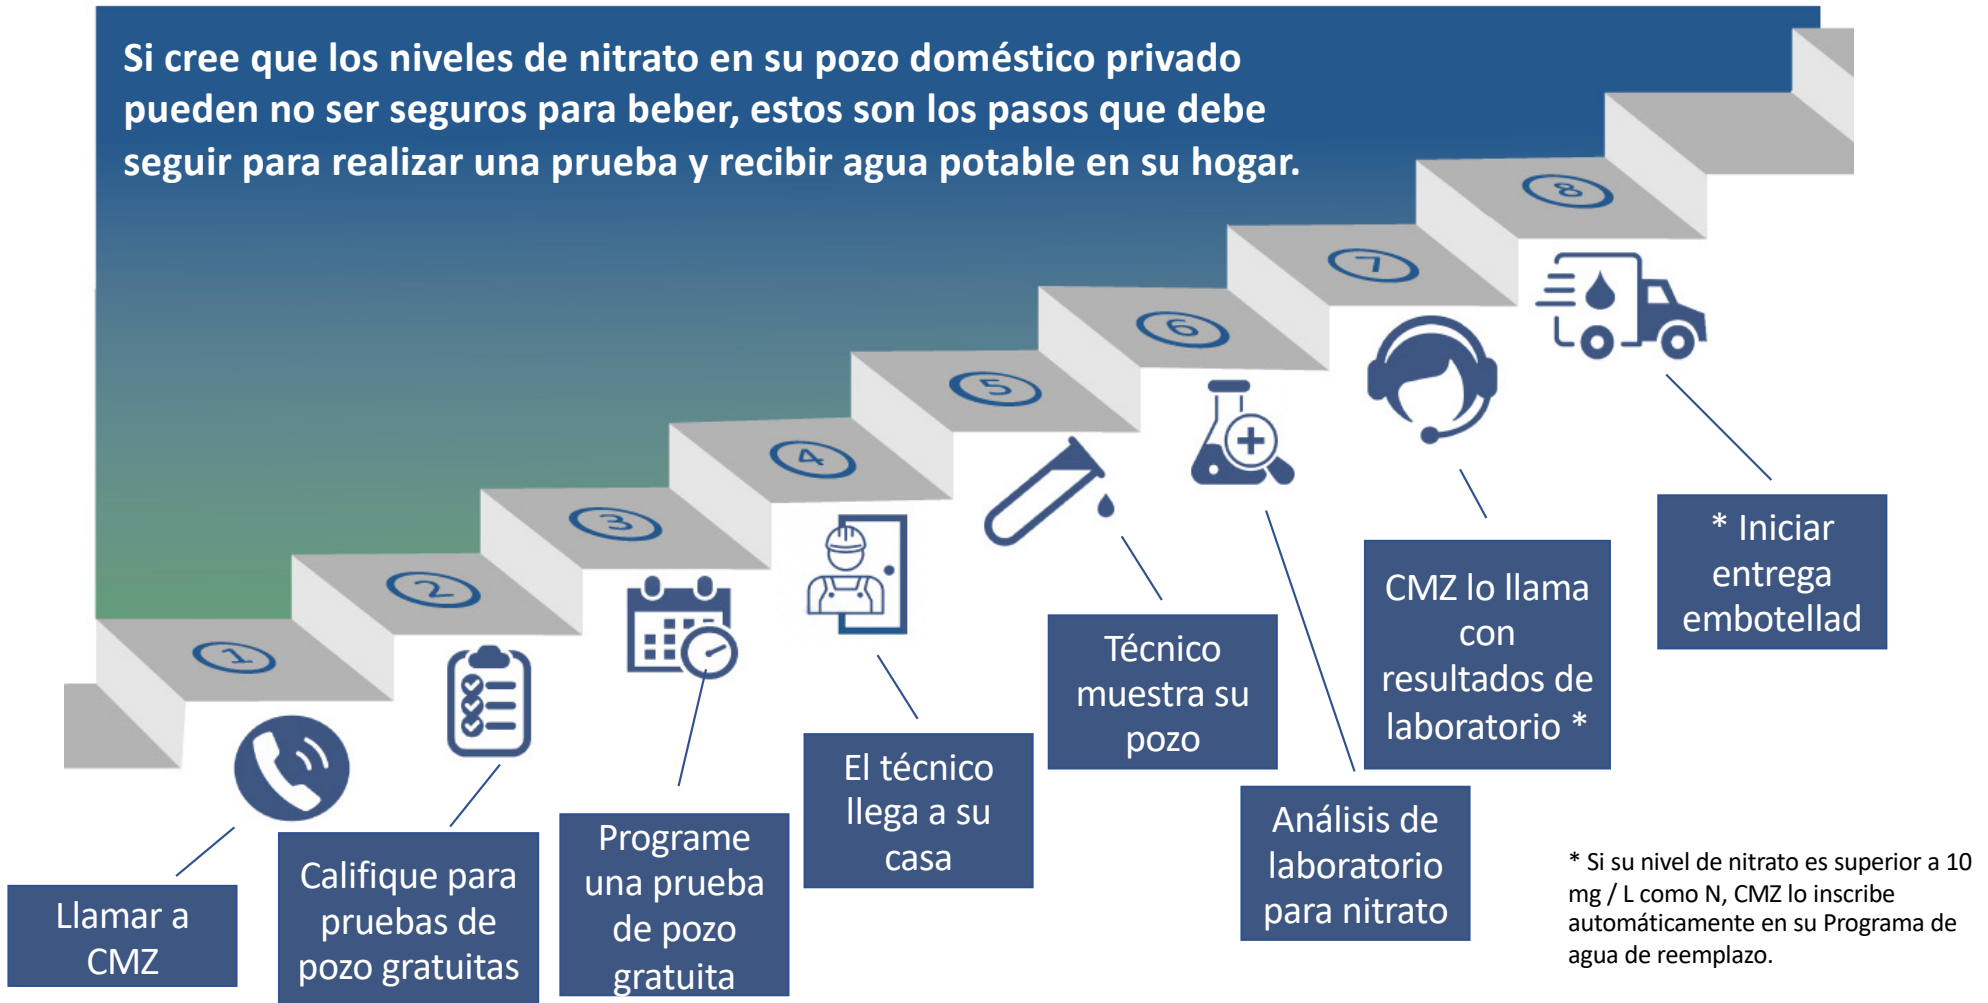 Si cree que los niveles de nitrato en su pozo doméstico privado
pueden no ser seguros para beber, estos son los pasos que debe
seguir para realizar una prueba y recibir agua potable en su hogar.
1
Llamar a
CMZ
2
Califique para
pruebas de
pozo gratuitas
3
Programe
una prueba
de pozo
gratuita
4
El técnico
llega a su
casa
5
Técnico
muestra su
pozo
6
Análisis de
laboratorio
para nitrato
7
CMZ lo llama
con
resultados de
laboratorio *
8
* Iniciar
entrega
embotellad
* Si su nivel de nitrato es superior a 10
mg / L como N, CMZ lo inscribe
automáticamente en su Programa de
agua de reemplazo.